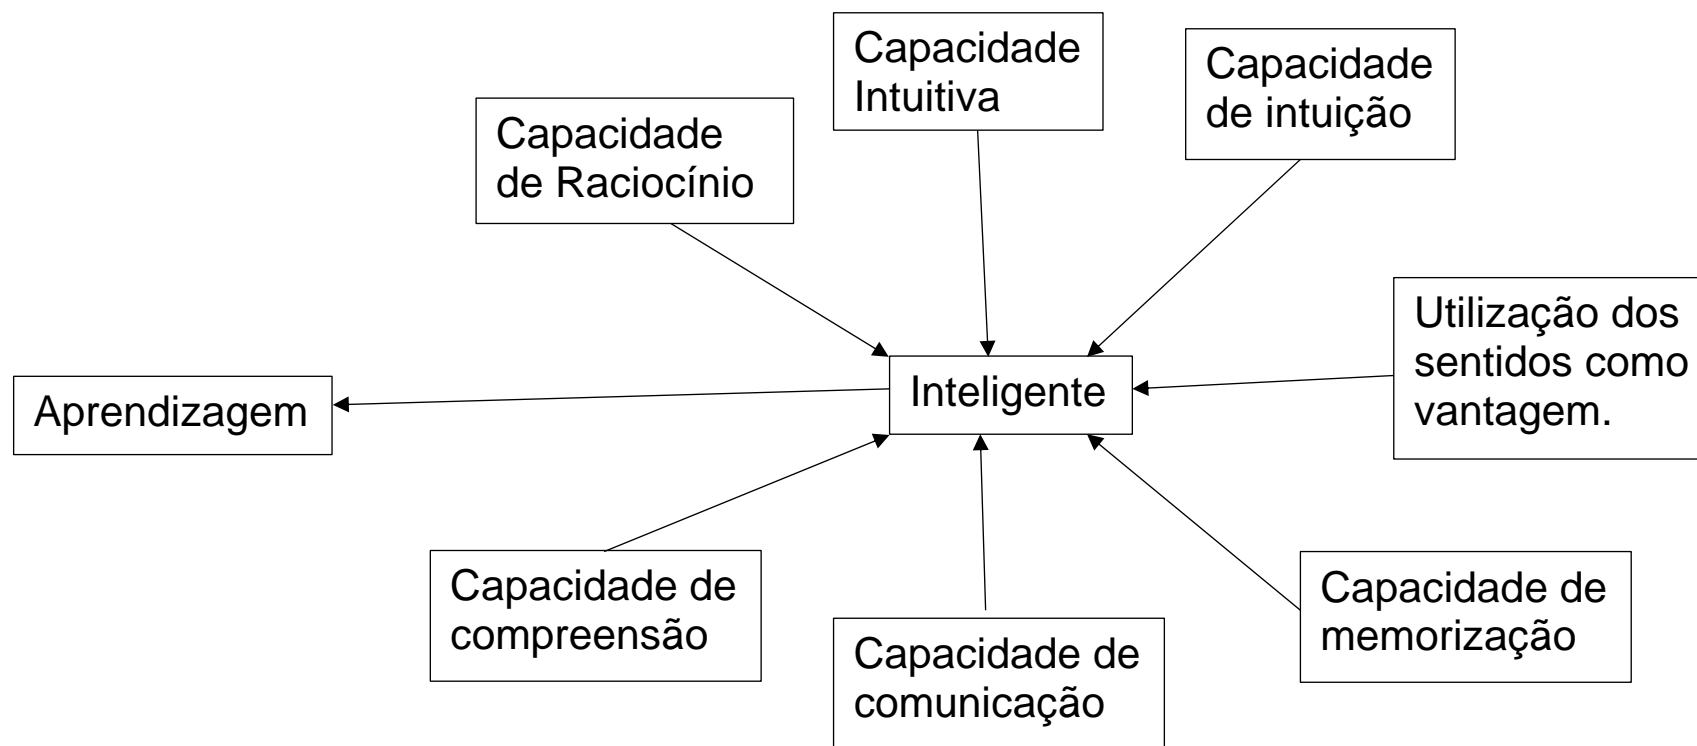 Capacidade
Intuitiva
Capacidade
de intuição
Capacidade
de Raciocínio
Utilização dos
sentidos como
vantagem.
Inteligente
Aprendizagem
Capacidade de
compreensão
Capacidade de
comunicação
Capacidade de
memorização